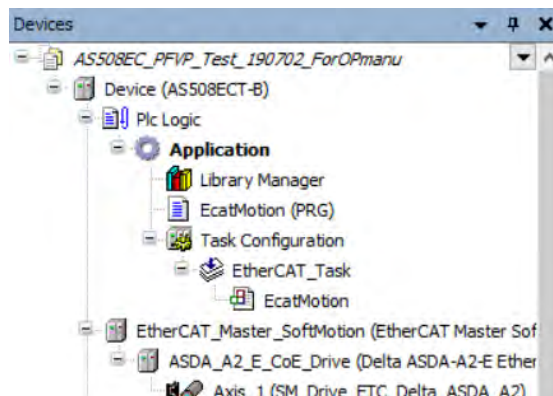 Devices
AS508EC_PFVP_Test_190702_ForOPmanu
Device (AS508ECT-B)
Plc Logic
Application
Library Manager
EcatMotion (PRG)
Task Configuration
EtherCAT_Task
EcatMotion
EtherCAT_Master_SoftMotion (EtherCAT Master Sof
ASDA_A2_E_CoE_Drive (Delta ASDA-A2-E Ether
Axis_1 (SM_Drive_ETC_Delta_ASDA_A2)